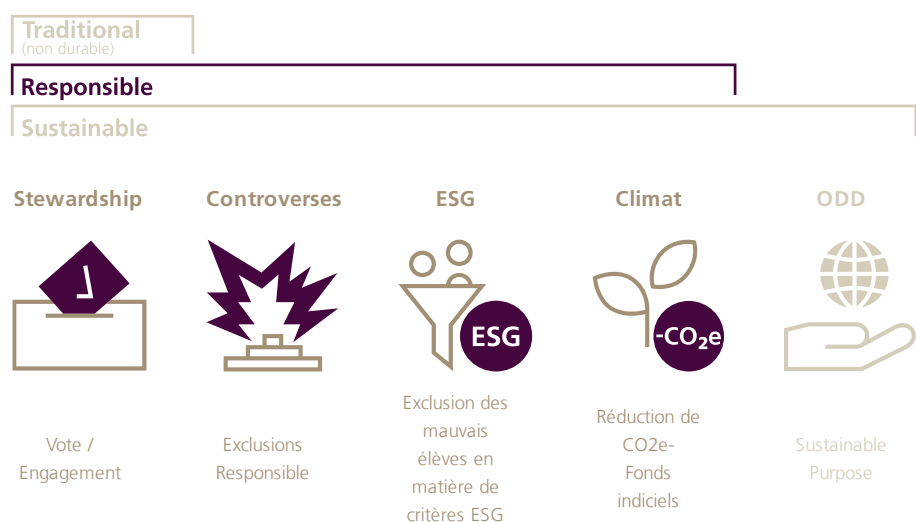 Traditional
(non durable)
Responsible
Sustainable
Stewardship
Controverses
ESG
Climat
ODD
ESG
-CO₂e
Vote /
Engagement
Exclusions
Responsible
Exclusion des
mauvais
élèves en
matière de
critères ESG
Réduction de
CO2e-
Fonds
indiciels
Sustainable
Purpose